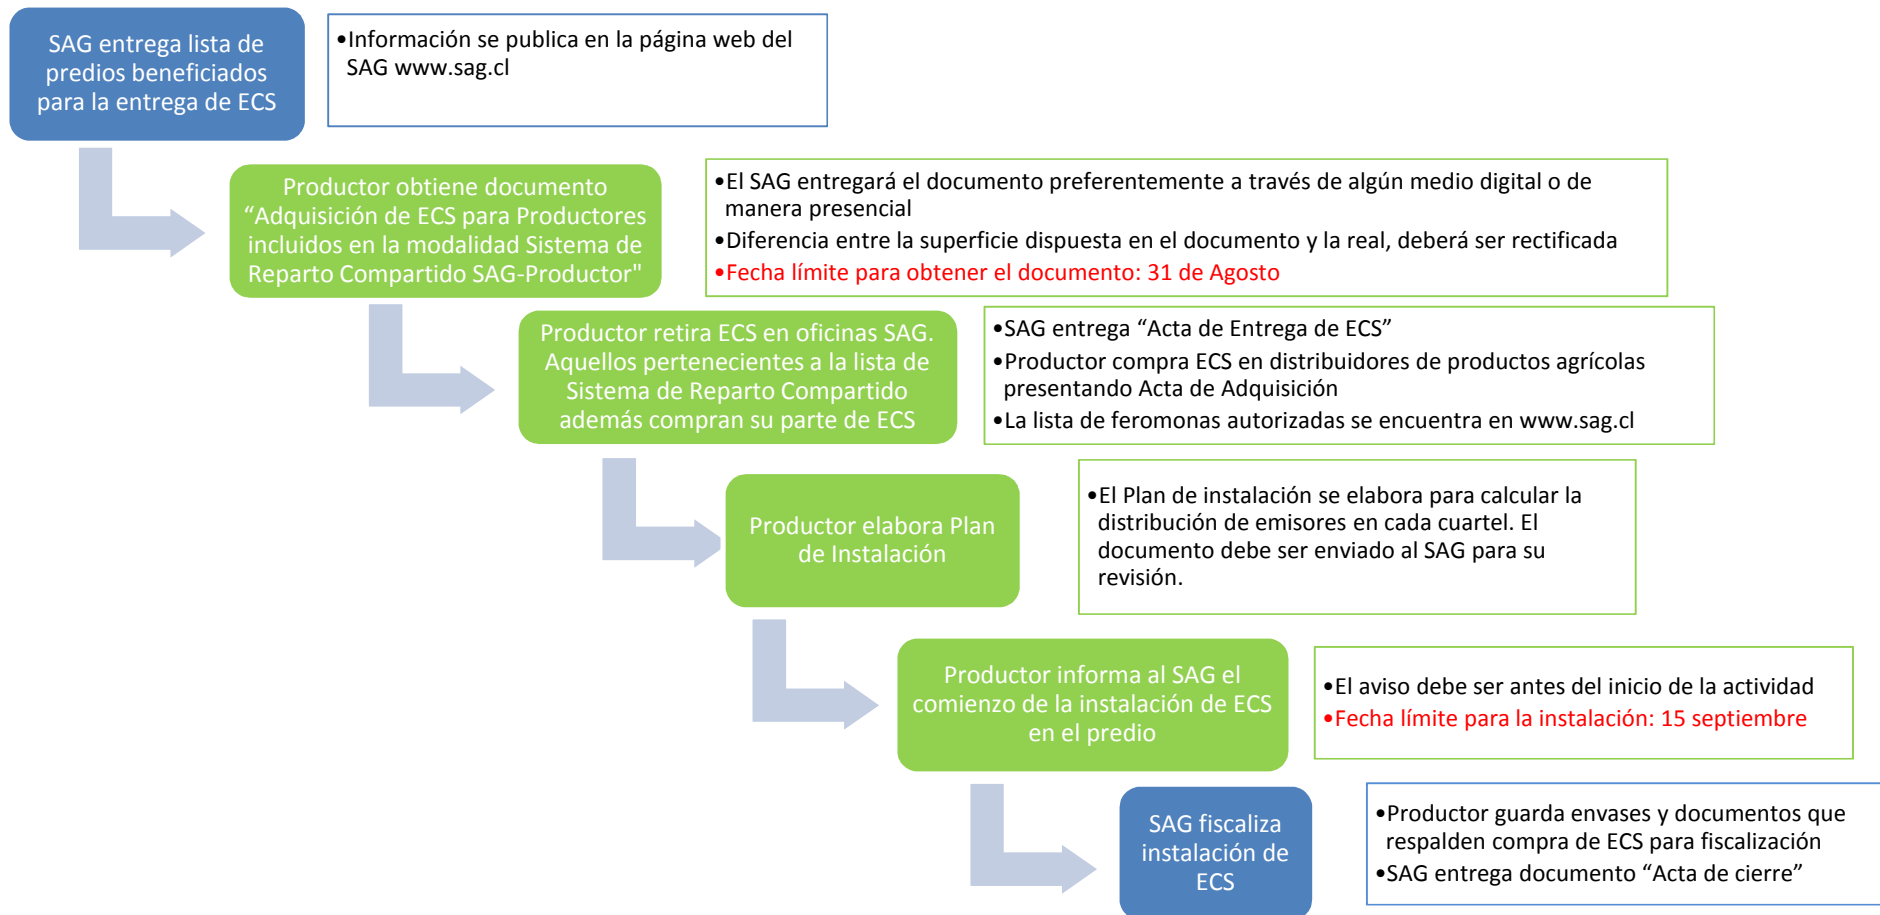 SAG entrega lista de
predios beneficiados
para la entrega de ECS
•Información se publica en la página web del
SAG www.sag.cl
Productor obtiene documento
“Adquisición de ECS para Productores
incluidos en la modalidad Sistema de
Reparto Compartido SAG-Productor"
•El SAG entregará el documento preferentemente a través de algún medio digital o de
manera presencial
•Diferencia entre la superficie dispuesta en el documento y la real, deberá ser rectificada
•Fecha límite para obtener el documento: 31 de Agosto
Productor retira ECS en oficinas SAG.
Aquellos pertenecientes a la lista de
Sistema de Reparto Compartido
además compran su parte de ECS
•SAG entrega “Acta de Entrega de ECS”
•Productor compra ECS en distribuidores de productos agrícolas
presentando Acta de Adquisición
•La lista de feromonas autorizadas se encuentra en www.sag.cl
Productor elabora Plan
de Instalación
•El Plan de instalación se elabora para calcular la
distribución de emisores en cada cuartel. El
documento debe ser enviado al SAG para su
revisión.
Productor informa al SAG el
comienzo de la instalación de ECS
en el predio
•El aviso debe ser antes del inicio de la actividad
•Fecha límite para la instalación: 15 septiembre
SAG fiscaliza
instalación de
ECS
•Productor guarda envases y documentos que
respalden compra de ECS para fiscalización
•SAG entrega documento “Acta de cierre”